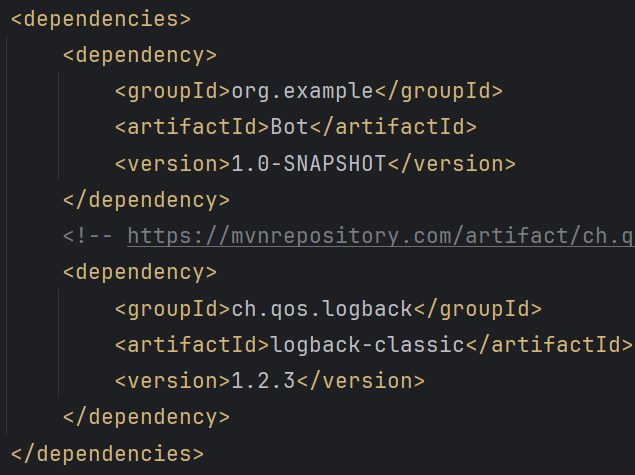 <dependencies>
<dependency>
<groupId>org.example</groupId>
<artifactId>Bot</artifactId>
<version>1.0-SNAPSHOT</version>
</dependency>
<!-- https://mvnrepository.com/artifact/ch.q
<dependency>
<groupId>ch.qos.logback</groupId>
<artifactId>logback-classic</artifactId>
<version>1.2.3</version>
</dependency>
</dependencies>